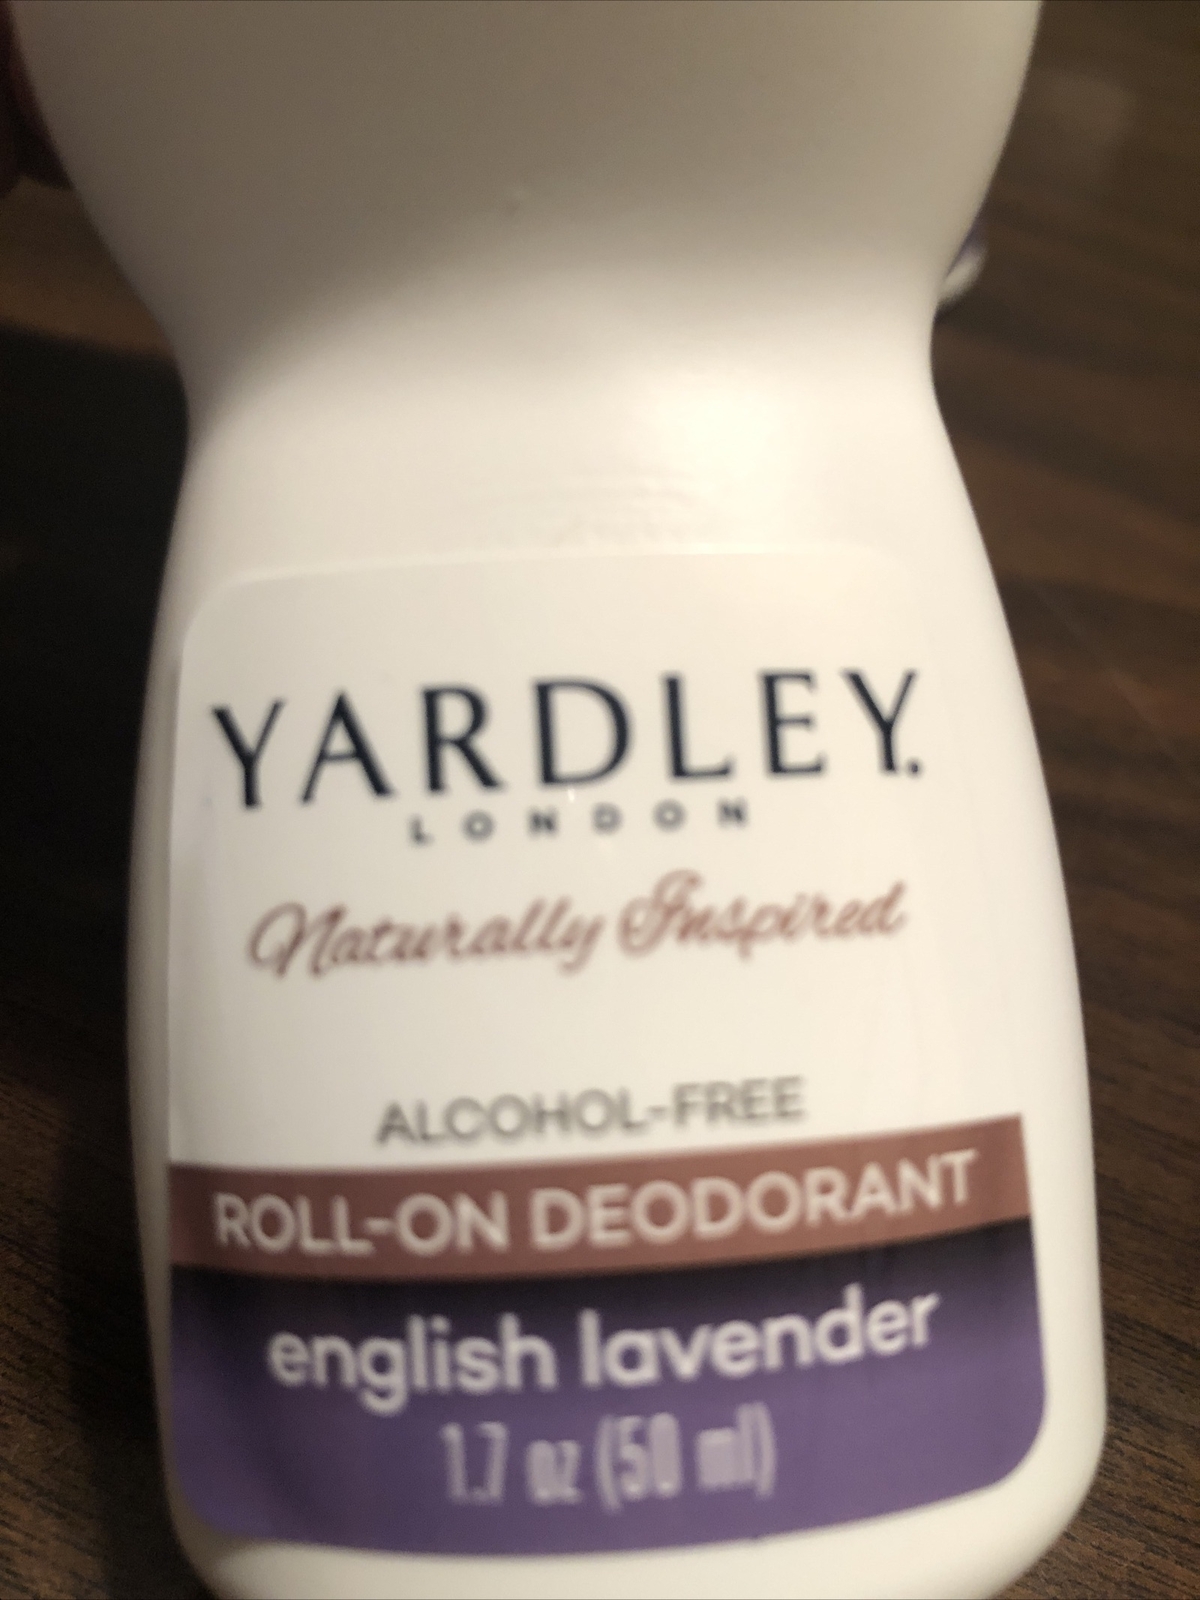 YARDLEY.
LONDON
Naturally Inspired
ALCOHOL-FREE
ROLL-ON DEODORANT
english lavender
1.7 oz (50 ml)